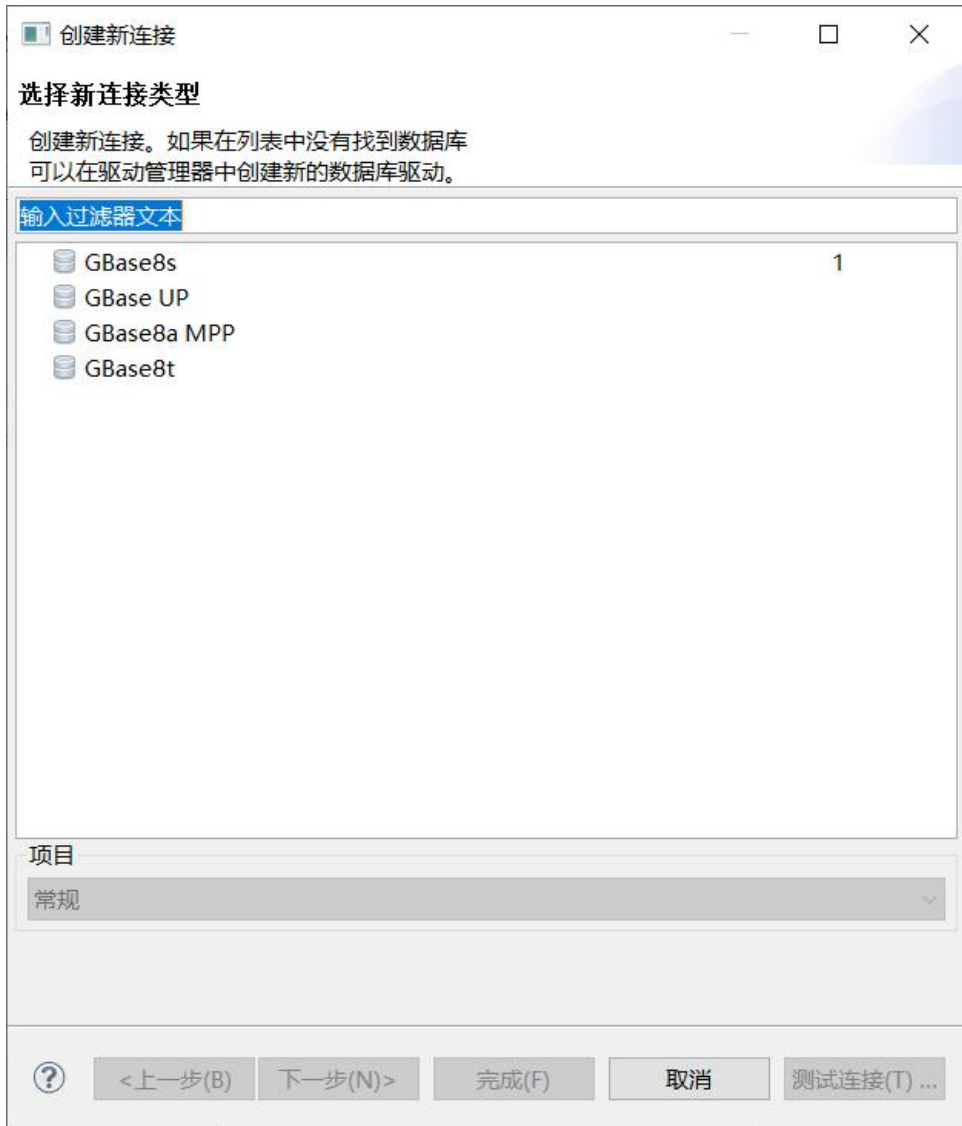 创建新连接
选择新连接类型
创建新连接。如果在列表中没有找到数据库
可以在驱动管理器中创建新的数据库驱动。
输入过滤器文本
GBase8s 1
GBase UP
GBase8a MPP
GBase8t
项目
常规
<上一步(B) 下一步(N)> 完成(F) 取消 测试连接(T) ...